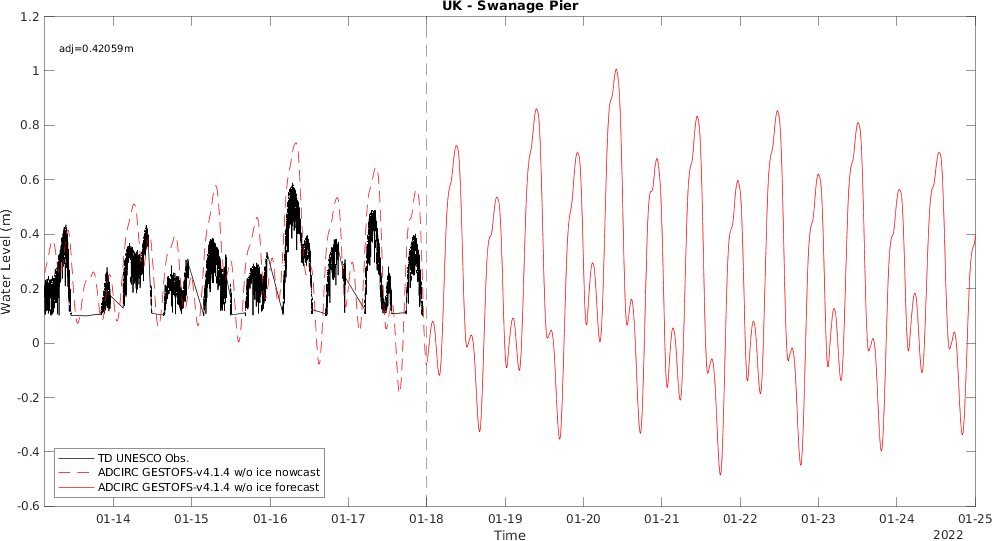 UK - Swanage Pier
adj=0.42059m
Water Level (m)
1.2
1
0.8
0.6
0.4
0.2
0
-0.2
-0.4
-0.6
TD UNESCO Obs.
ADCIRC GESTOFS-v4.1.4 w/o ice nowcast
ADCIRC GESTOFS-v4.1.4 w/o ice forecast
01-14 01-15 01-16 01-17 01-18 01-19 01-20 01-21 01-22 01-23 01-24 01-25
Time
2022